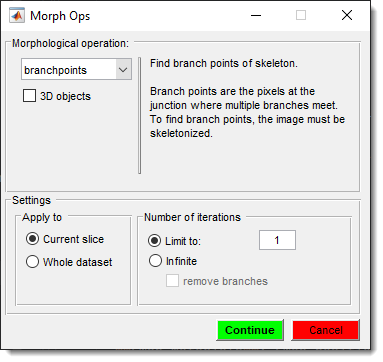 Morph Ops
Morphological operation:
branchpoints
3D objects
Find branch points of skeleton.
Branch points are the pixels at the
junction where multiple branches meet.
To find branch points, the image must be
skeletonized.
Settings
Apply to
Current slice
Whole dataset
Number of iterations
Limit to: 1
Infinite
remove branches
Continue
Cancel